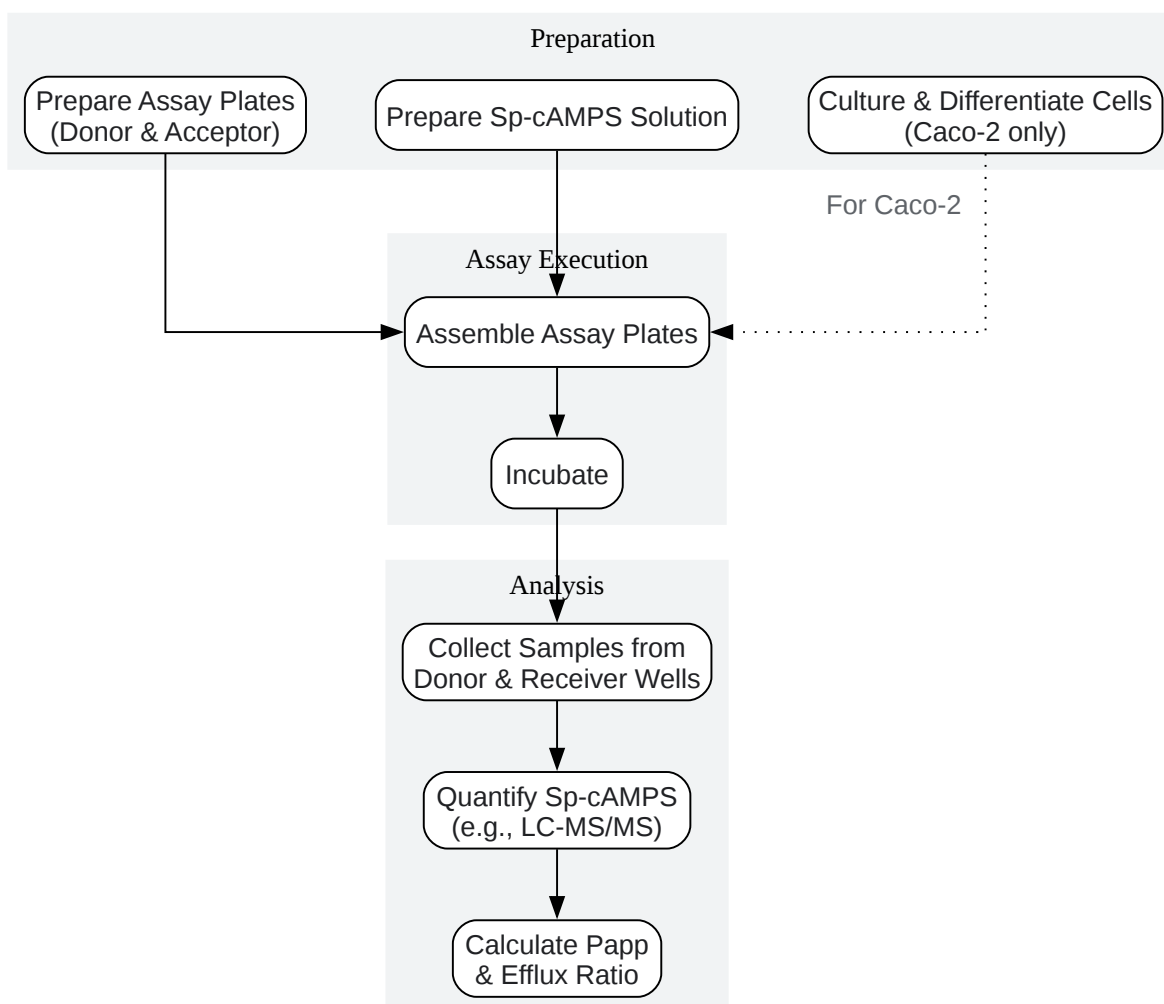 Preparation
Prepare Assay Plates
(Donor & Acceptor)
Prepare Sp-cAMPS Solution
Culture & Differentiate Cells
(Caco-2 only)
For Caco-2
Assay Execution
Assemble Assay Plates
Incubate
Analysis
Collect Samples from
Donor & Receiver Wells
Quantify Sp-cAMPS
(e.g., LC-MS/MS)
Calculate Papp
& Efflux Ratio